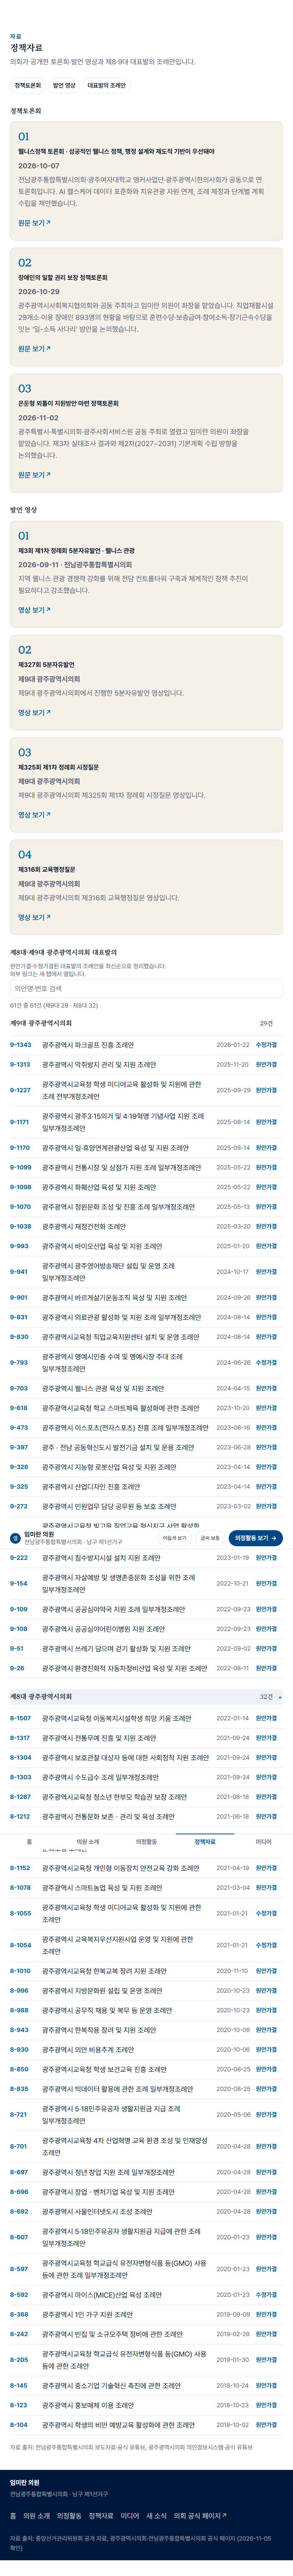 자료
정책자료
의회가 공개한 토론회·발언 영상과 제8·9대 대표발의 조례안입니다.
정책토론회 발언 영상 대표발의 조례안
정책토론회
01
웰니스정책 토론회 · 성공적인 웰니스 정책, 행정 설계와 제도적 기반이 우선돼야
2026-10-07
전남광주통합특별시의회·광주여자대학교 앵커사업단·광주광역시한의사회가 공동으로 연
토론회입니다. AI 헬스케어 데이터 표준화와 치유관광 자원 연계, 조례 제정과 단계별 계획
수립을 제안했습니다.
원문 보기 ↗
02
장애인의 일할 권리 보장 정책토론회
2026-10-29
광주광역시사회복지협의회와 공동 주최하고 임미란 의원이 좌장을 맡았습니다. 직업재활시설
29개소·이용 장애인 893명의 현황을 바탕으로 훈련수당·보충급여·참여소득·장기근속수당을
잇는 '일-소득 사다리' 방안을 논의했습니다.
원문 보기 ↗
03
은둔형 외톨이 지원방안 마련 정책토론회
2026-11-02
광주특별시·특별시의회·광주사회서비스원 공동 주최로 열렸고 임미란 의원이 좌장을
맡았습니다. 제3차 실태조사 결과와 제2차(2027~2031) 기본계획 수립 방향을
논의했습니다.
원문 보기 ↗
발언 영상
01
제3회 제1차 정례회 5분자유발언 · 웰니스 관광
2026-09-11 · 전남광주통합특별시의회
지역 웰니스 관광 경쟁력 강화를 위해 전담 컨트롤타워 구축과 체계적인 정책 추진이
필요하다고 강조했습니다.
영상 보기 ↗
02
제327회 5분자유발언
제9대 광주광역시의회
제9대 광주광역시의회에서 진행한 5분자유발언 영상입니다.
영상 보기 ↗
03
제325회 제1차 정례회 시정질문
제9대 광주광역시의회
제9대 광주광역시의회 제325회 제1차 정례회 시정질문 영상입니다.
영상 보기 ↗
04
제316회 교육행정질문
제9대 광주광역시의회
제9대 광주광역시의회 제316회 교육행정질문 영상입니다.
영상 보기 ↗
제8대·제9대 광주광역시의회 대표발의
원안가결·수정가결된 대표발의 조례안을 최신순으로 정리했습니다.
외부 링크는 새 탭에서 열립니다.
의안명·번호 검색
61건 중 61건 (제9대 29 · 제8대 32)
제9대 광주광역시의회 29건
9-1343 광주광역시 파크골프 진흥 조례안 2026-01-22 수정가결
9-1313 광주광역시 악취방지 관리 및 지원 조례안 2025-11-20 원안가결
9-1227 광주광역시교육청 학생 미디어교육 활성화 및 지원에 관한
조례 전부개정조례안 2025-09-29 원안가결
9-1171 광주광역시 광주3·15의거 및 4·19혁명 기념사업 지원 조례
일부개정조례안 2025-08-14 원안가결
9-1170 광주광역시 일·휴양연계관광산업 육성 및 지원 조례안 2025-08-14 원안가결
9-1099 광주광역시 전통시장 및 상점가 지원 조례 일부개정조례안 2025-05-22 원안가결
9-1098 광주광역시 화훼산업 육성 및 지원 조례안 2025-05-22 원안가결
9-1070 광주광역시 정원문화 조성 및 진흥 조례 일부개정조례안 2025-05-13 원안가결
9-1038 광주광역시 재정건전화 조례안 2025-03-20 원안가결
9-993 광주광역시 바이오산업 육성 및 지원 조례안 2025-01-20 원안가결
9-941 광주광역시 광주영어방송재단 설립 및 운영 조례
일부개정조례안 2024-10-17 원안가결
9-901 광주광역시 바르게살기운동조직 육성 및 지원 조례안 2024-09-26 원안가결
9-831 광주광역시 의료관광 활성화 및 지원 조례 일부개정조례안 2024-08-14 원안가결
9-830 광주광역시교육청 직업교육지원센터 설치 및 운영 조례안 2024-08-14 원안가결
9-793 광주광역시 명예시민증 수여 및 명예시장 추대 조례
일부개정조례안 2024-06-26 수정가결
9-703 광주광역시 웰니스 관광 육성 및 지원 조례안 2024-04-15 원안가결
9-618 광주광역시교육청 학교 스마트체육 활성화에 관한 조례안 2023-10-20 원안가결
9-473 광주광역시 이스포츠(전자스포츠) 진흥 조례 일부개정조례안 2023-08-16 원안가결
9-397 광주 · 전남 공동혁신도시 발전기금 설치 및 운용 조례안 2023-06-28 원안가결
9-326 광주광역시 지능형 로봇산업 육성 및 지원 조례안 2023-04-14 원안가결
9-325 광주광역시 산업디자인 진흥 조례안 2023-04-14 원안가결
9-272 광주광역시 민원업무 담당 공무원 등 보호 조례안 2023-03-02 원안가결
임미란 의원
전남광주통합특별시의회 · 남구 제1선거구
어둡게 보기 글씨 보통 의정활동 보기 →
9-222 광주광역시 침수방지시설 설치 지원 조례안 2023-01-19 원안가결
9-154 광주광역시 자살예방 및 생명존중문화 조성을 위한 조례
일부개정조례안 2022-10-21 원안가결
9-109 광주광역시 공공심야약국 지원 조례 일부개정조례안 2022-09-23 원안가결
9-108 광주광역시 공공심야어린이병원 지원 조례안 2022-09-23 원안가결
9-51 광주광역시 쓰레기 담으며 걷기 활성화 및 지원 조례안 2022-09-02 원안가결
9-26 광주광역시 환경친화적 자동차정비산업 육성 및 지원 조례안 2022-08-11 원안가결
제8대 광주광역시의회 32건
8-1507 광주광역시교육청 아동복지시설학생 희망 키움 조례안 2022-01-14 원안가결
8-1317 광주광역시 전통무예 진흥 및 지원 조례안 2021-09-24 원안가결
8-1304 광주광역시 보호관찰 대상자 등에 대한 사회정착 지원 조례안 2021-09-24 원안가결
8-1303 광주광역시 수도급수 조례 일부개정조례안 2021-09-24 원안가결
8-1267 광주광역시교육청 청소년 한부모 학습권 보장 조례안 2021-08-18 원안가결
8-1212 광주광역시 전통문화 보존 · 관리 및 육성 조례안 2021-06-18 원안가결
홈 의원 소개 의정활동 정책자료 미디어
8-1152 광주광역시교육청 개인형 이동장치 안전교육 강화 조례안 2021-04-19 원안가결
8-1078 광주광역시 스마트농업 육성 및 지원 조례안 2021-03-04 원안가결
8-1055 광주광역시교육청 학생 미디어교육 활성화 및 지원에 관한
조례안 2021-01-21 수정가결
8-1054 광주광역시 교육복지우선지원사업 운영 및 지원에 관한
조례안 2021-01-21 수정가결
8-1010 광주광역시교육청 한복교복 장려 지원 조례안 2020-11-10 원안가결
8-996 광주광역시 지방문화원 설립 및 운영 조례안 2020-10-23 원안가결
8-988 광주광역시 공무직 채용 및 복무 등 운영 조례안 2020-10-23 원안가결
8-943 광주광역시 한복착용 장려 및 지원 조례안 2020-10-06 원안가결
8-930 광주광역시 의안 비용추계 조례안 2020-10-06 원안가결
8-850 광주광역시교육청 학생 보건교육 진흥 조례안 2020-08-25 원안가결
8-835 광주광역시 빅데이터 활용에 관한 조례 일부개정조례안 2020-08-25 원안가결
8-721 광주광역시 5·18민주유공자 생활지원금 지급 조례
일부개정조례안 2020-05-06 원안가결
8-701 광주광역시교육청 4차 산업혁명 교육 환경 조성 및 인재양성
조례안 2020-04-28 원안가결
8-697 광주광역시 청년 창업 지원 조례 일부개정조례안 2020-04-28 원안가결
8-696 광주광역시 창업 · 벤처기업 육성 및 지원 조례안 2020-04-28 원안가결
8-692 광주광역시 사물인터넷도시 조성 조례안 2020-04-28 원안가결
8-607 광주광역시 5·18민주유공자 생활지원금 지급에 관한 조례
일부개정조례안 2020-01-23 원안가결
8-597 광주광역시교육청 학교급식 유전자변형식품 등(GMO) 사용
등에 관한 조례 일부개정조례안 2020-01-23 원안가결
8-592 광주광역시 마이스(MICE)산업 육성 조례안 2020-01-23 수정가결
8-368 광주광역시 1인 가구 지원 조례안 2019-09-09 원안가결
8-242 광주광역시 빈집 및 소규모주택 정비에 관한 조례안 2019-02-28 원안가결
8-205 광주광역시교육청 학교급식 유전자변형식품 등(GMO) 사용
등에 관한 조례안 2019-01-30 원안가결
8-145 광주광역시 중소기업 기술혁신 촉진에 관한 조례안 2018-10-24 원안가결
8-123 광주광역시 홍보매체 이용 조례안 2018-10-23 원안가결
8-104 광주광역시 학생의 비만 예방교육 활성화에 관한 조례안 2018-10-02 원안가결
자료 출처: 전남광주통합특별시의회 보도자료·공식 유튜브, 광주광역시의회 의안정보시스템·공식 유튜브
임미란 의원
전남광주통합특별시의회 · 남구 제1선거구
홈 의원 소개 의정활동 정책자료 미디어 새 소식 의회 공식 페이지 ↗
자료 출처: 중앙선거관리위원회 공개 자료, 광주광역시의회·전남광주통합특별시의회 공식 페이지 (2026-11-05
확인)